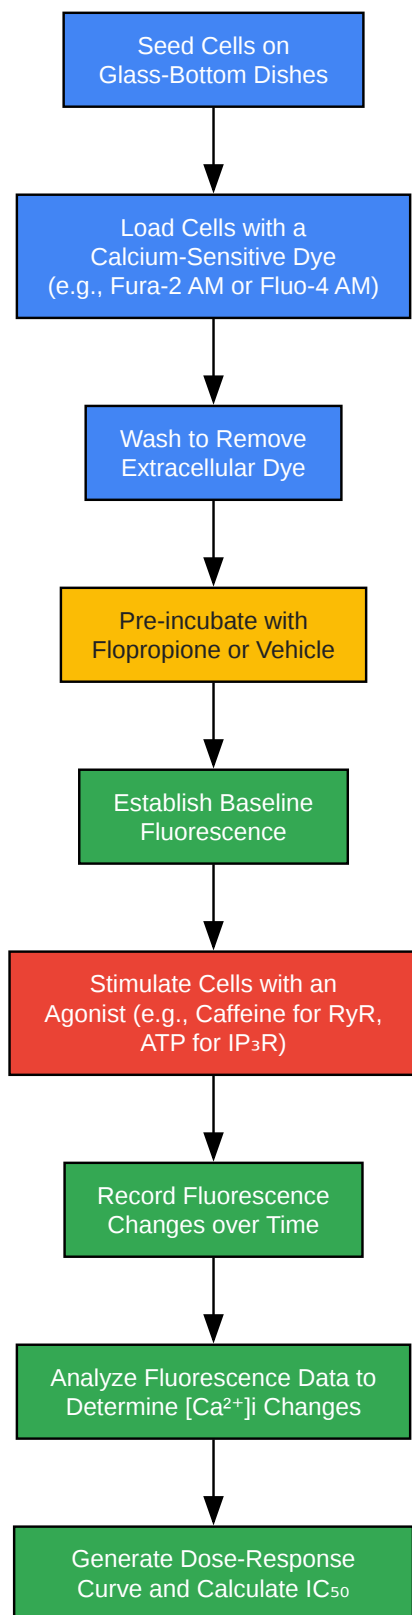 Seed Cells on
Glass-Bottom Dishes
Load Cells with a
Calcium-Sensitive Dye
(e.g., Fura-2 AM or Fluo-4 AM)
Wash to Remove
Extracellular Dye
Pre-incubate with
Flopropione or Vehicle
Establish Baseline
Fluorescence
Stimulate Cells with an
Agonist (e.g., Caffeine for RyR,
ATP for IP₃R)
Record Fluorescence
Changes over Time
Analyze Fluorescence Data to
Determine [Ca²⁺]i Changes
Generate Dose-Response
Curve and Calculate IC₅₀